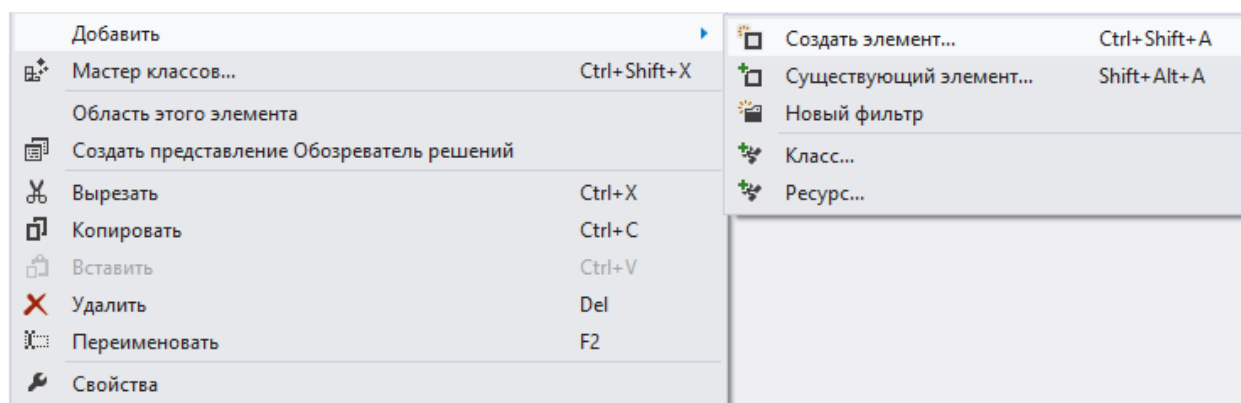 Добавить
Мастер классов... Ctrl+Shift+X
Область этого элемента
Создать представление Обозреватель решений
Вырезать Ctrl+X
Копировать Ctrl+C
Вставить Ctrl+V
Удалить Del
Переименовать F2
Свойства
Создать элемент... Ctrl+Shift+A
Существующий элемент... Shift+Alt+A
Новый фильтр
Класс...
Ресурс...